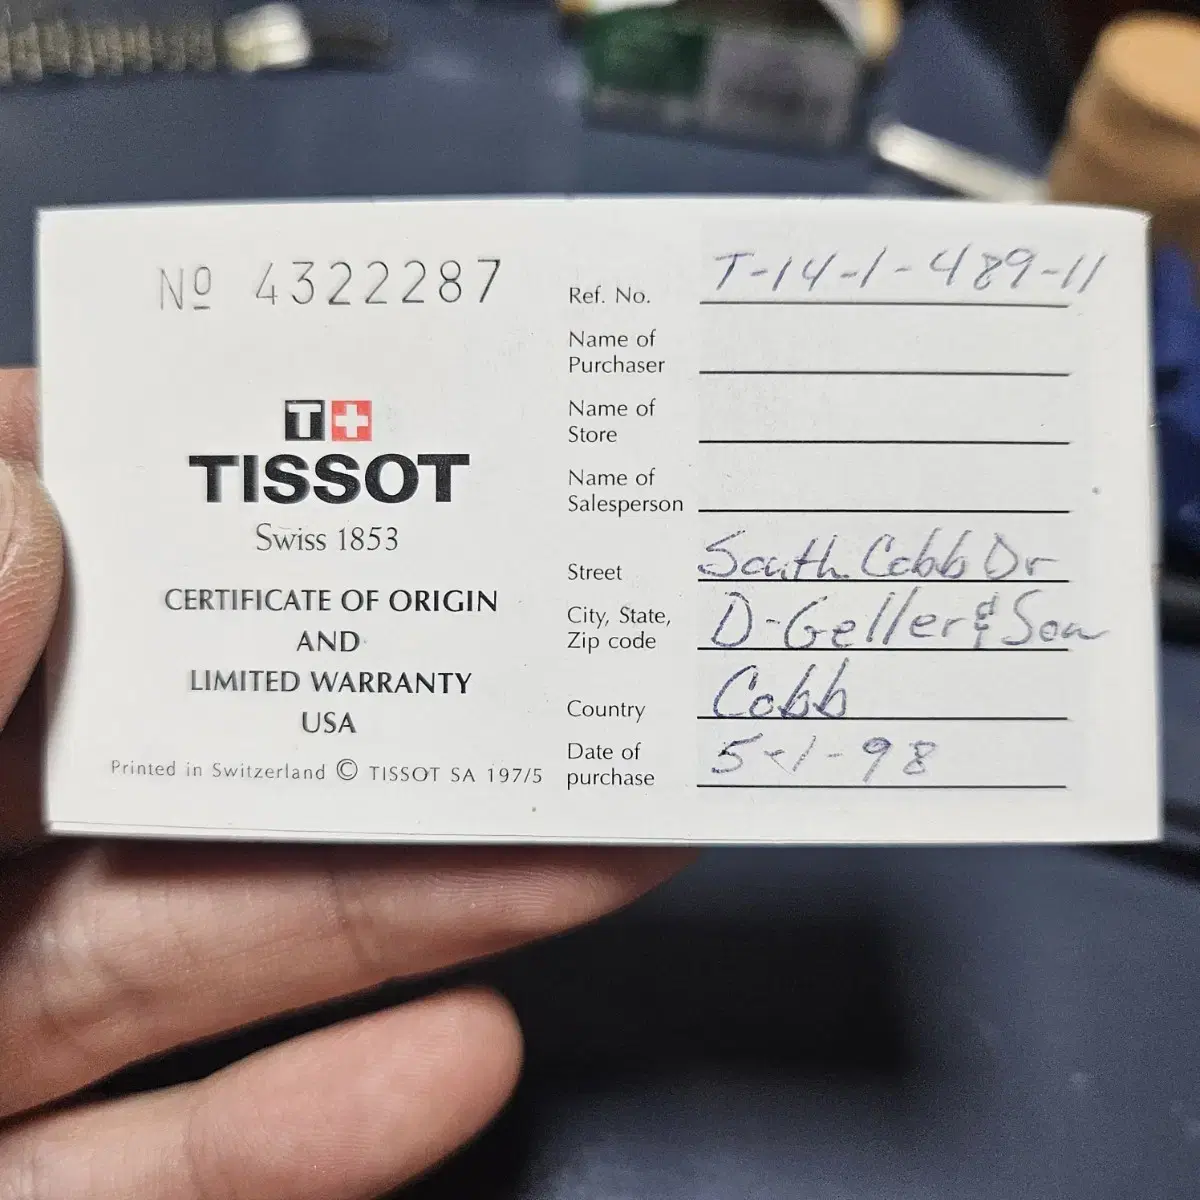 Nº 4322287
T+
TISSOT
Swiss 1853
CERTIFICATE OF ORIGIN
AND
LIMITED WARRANTY
USA
Printed in Switzerland © TISSOT SA 197/5
Ref. No. T-14-1-489-11
Name of
Purchaser
Name of
Store
Name of
Salesperson
Street South Cobb Dr
City, State,
Zip code D-Geller & Son
Country Cobb
Date of
purchase 5-1-98